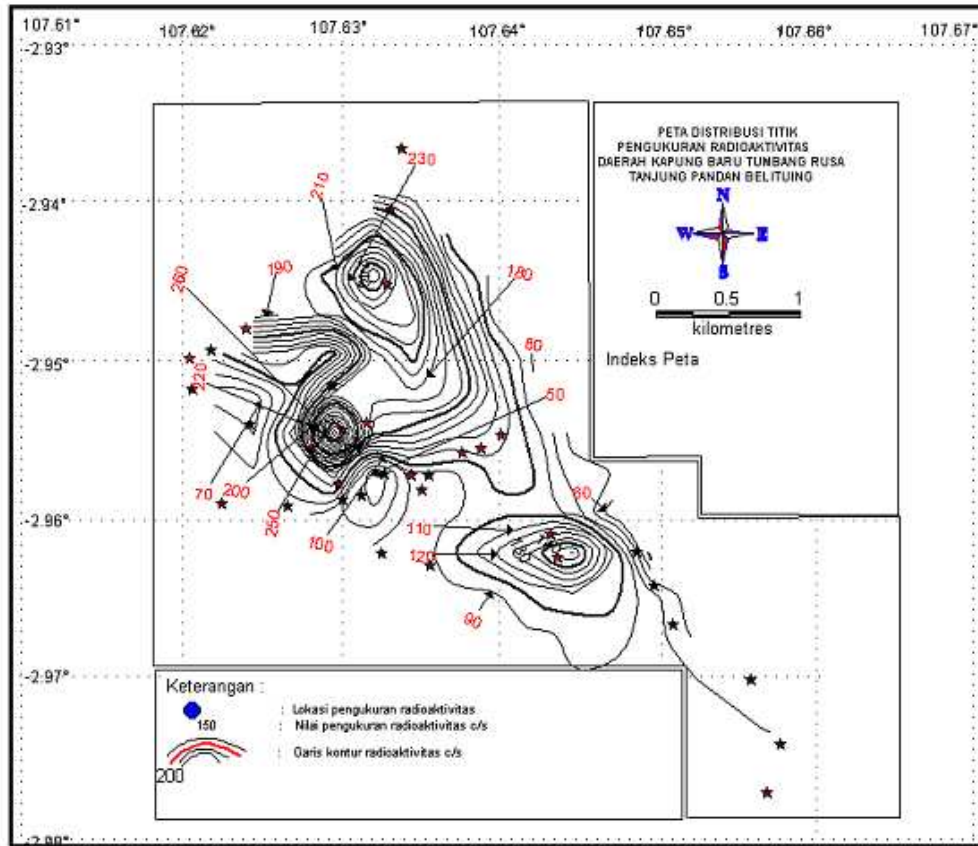 107.61°
107.62°
107.63°
107.64°
107.65°
107.66°
107.67°
-2.93°
-2.94°
-2.95°
-2.96°
-2.97°
-2.99°
PETA DISTRIBUSI TITIK
PENGUKURAN RADIOAKTIVITAS
DAERAH KAPUNG BARU TUMBANG RUSA
TANJUNG PANDAN BELITUING
N
W E
S
0 0.5 1
kilometres
Indeks Peta
230
210
190
260
180
80
220
50
70
200
250
100
60
110
120
90
Keterangan :
: Lokasi pengukuran radioaktivitas
150 : Nilai pengukuran radioaktivitas c/s
: Garis kontur radioaktivitas c/s
200